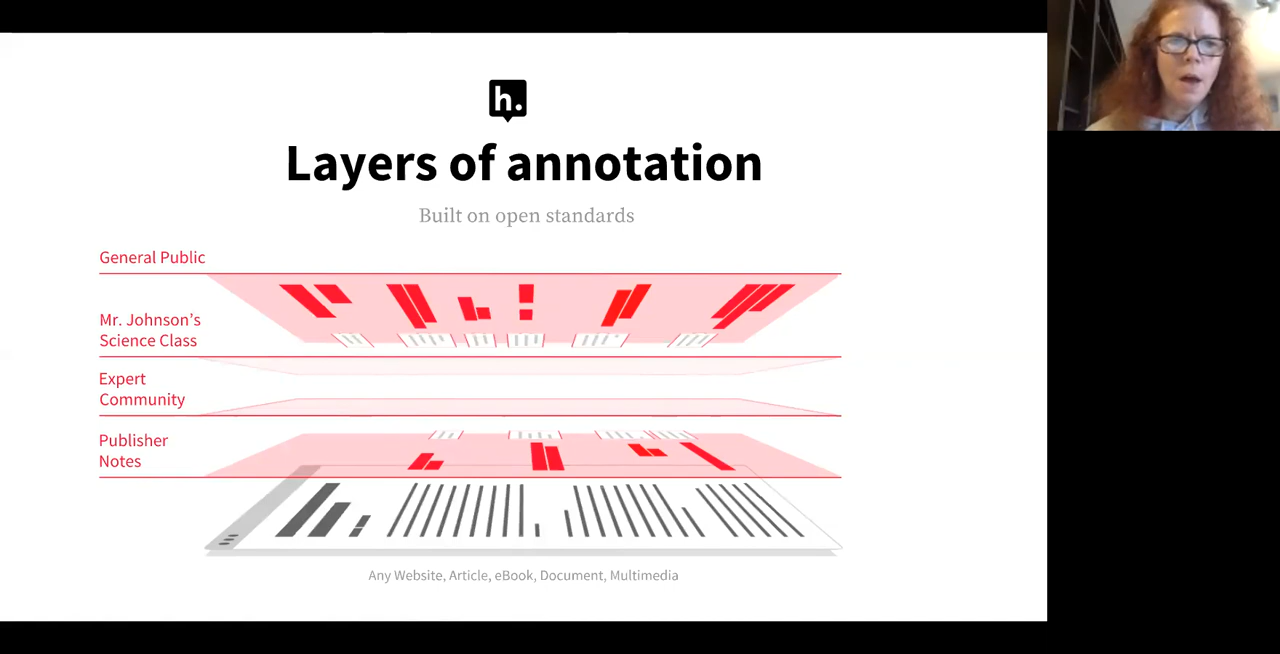 h.
Layers of annotation
Built on open standards
General Public
Mr. Johnson’s
Science Class
Expert
Community
Publisher
Notes
Any Website, Article, eBook, Document, Multimedia